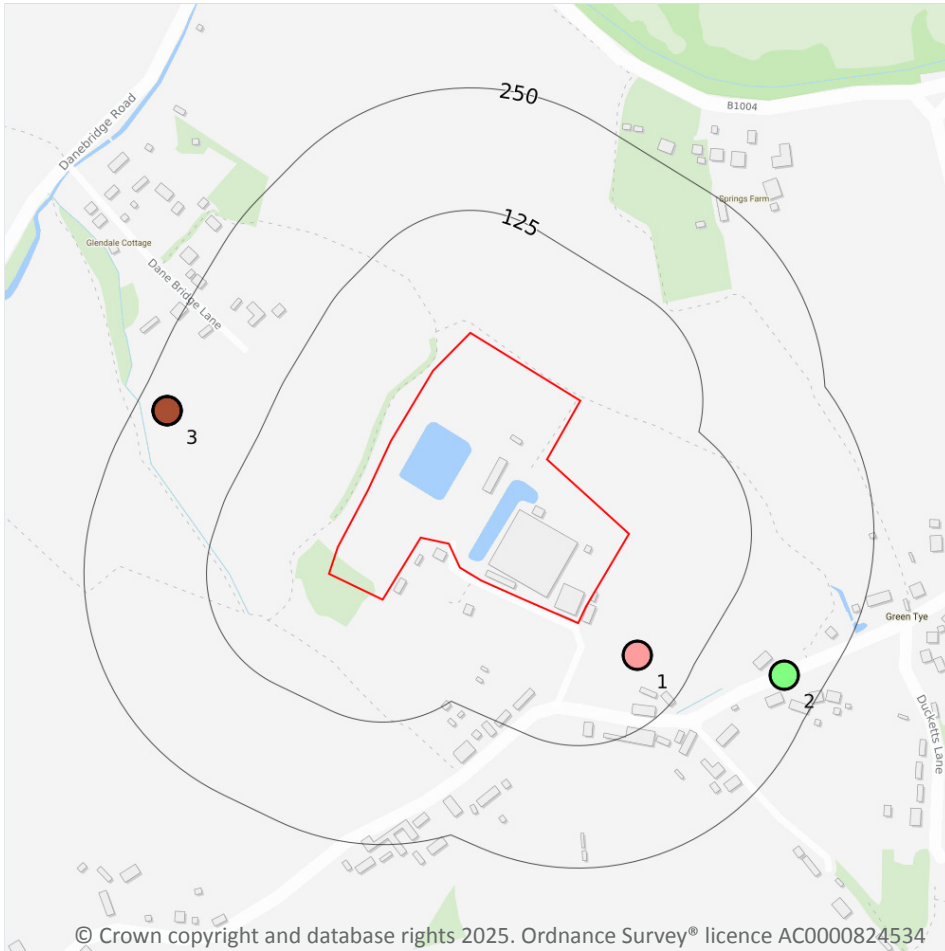 250
B1004
Danebridge Road
Springs Farm
125
Glendale Cottage
Dane Bridge Lane
3
Green Tye
1
2
Ducketts Lane
© Crown copyright and database rights 2025. Ordnance Survey® licence AC0000824534